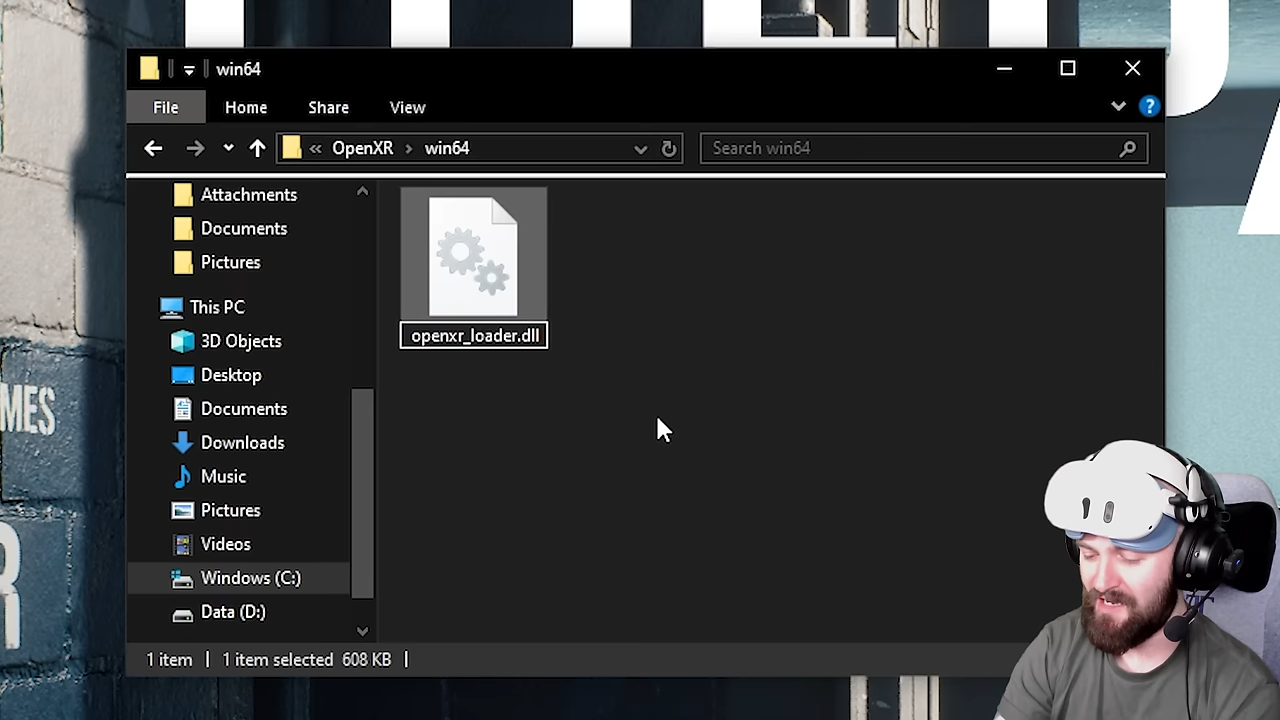 win64
File Home Share View
« OpenXR > win64
Search win64
Attachments
Documents
Pictures
This PC
3D Objects
Desktop
Documents
Downloads
Music
Pictures
Videos
Windows (C:)
Data (D:)
openxr_loader.dll
1 item | 1 item selected 608 KB |
MES